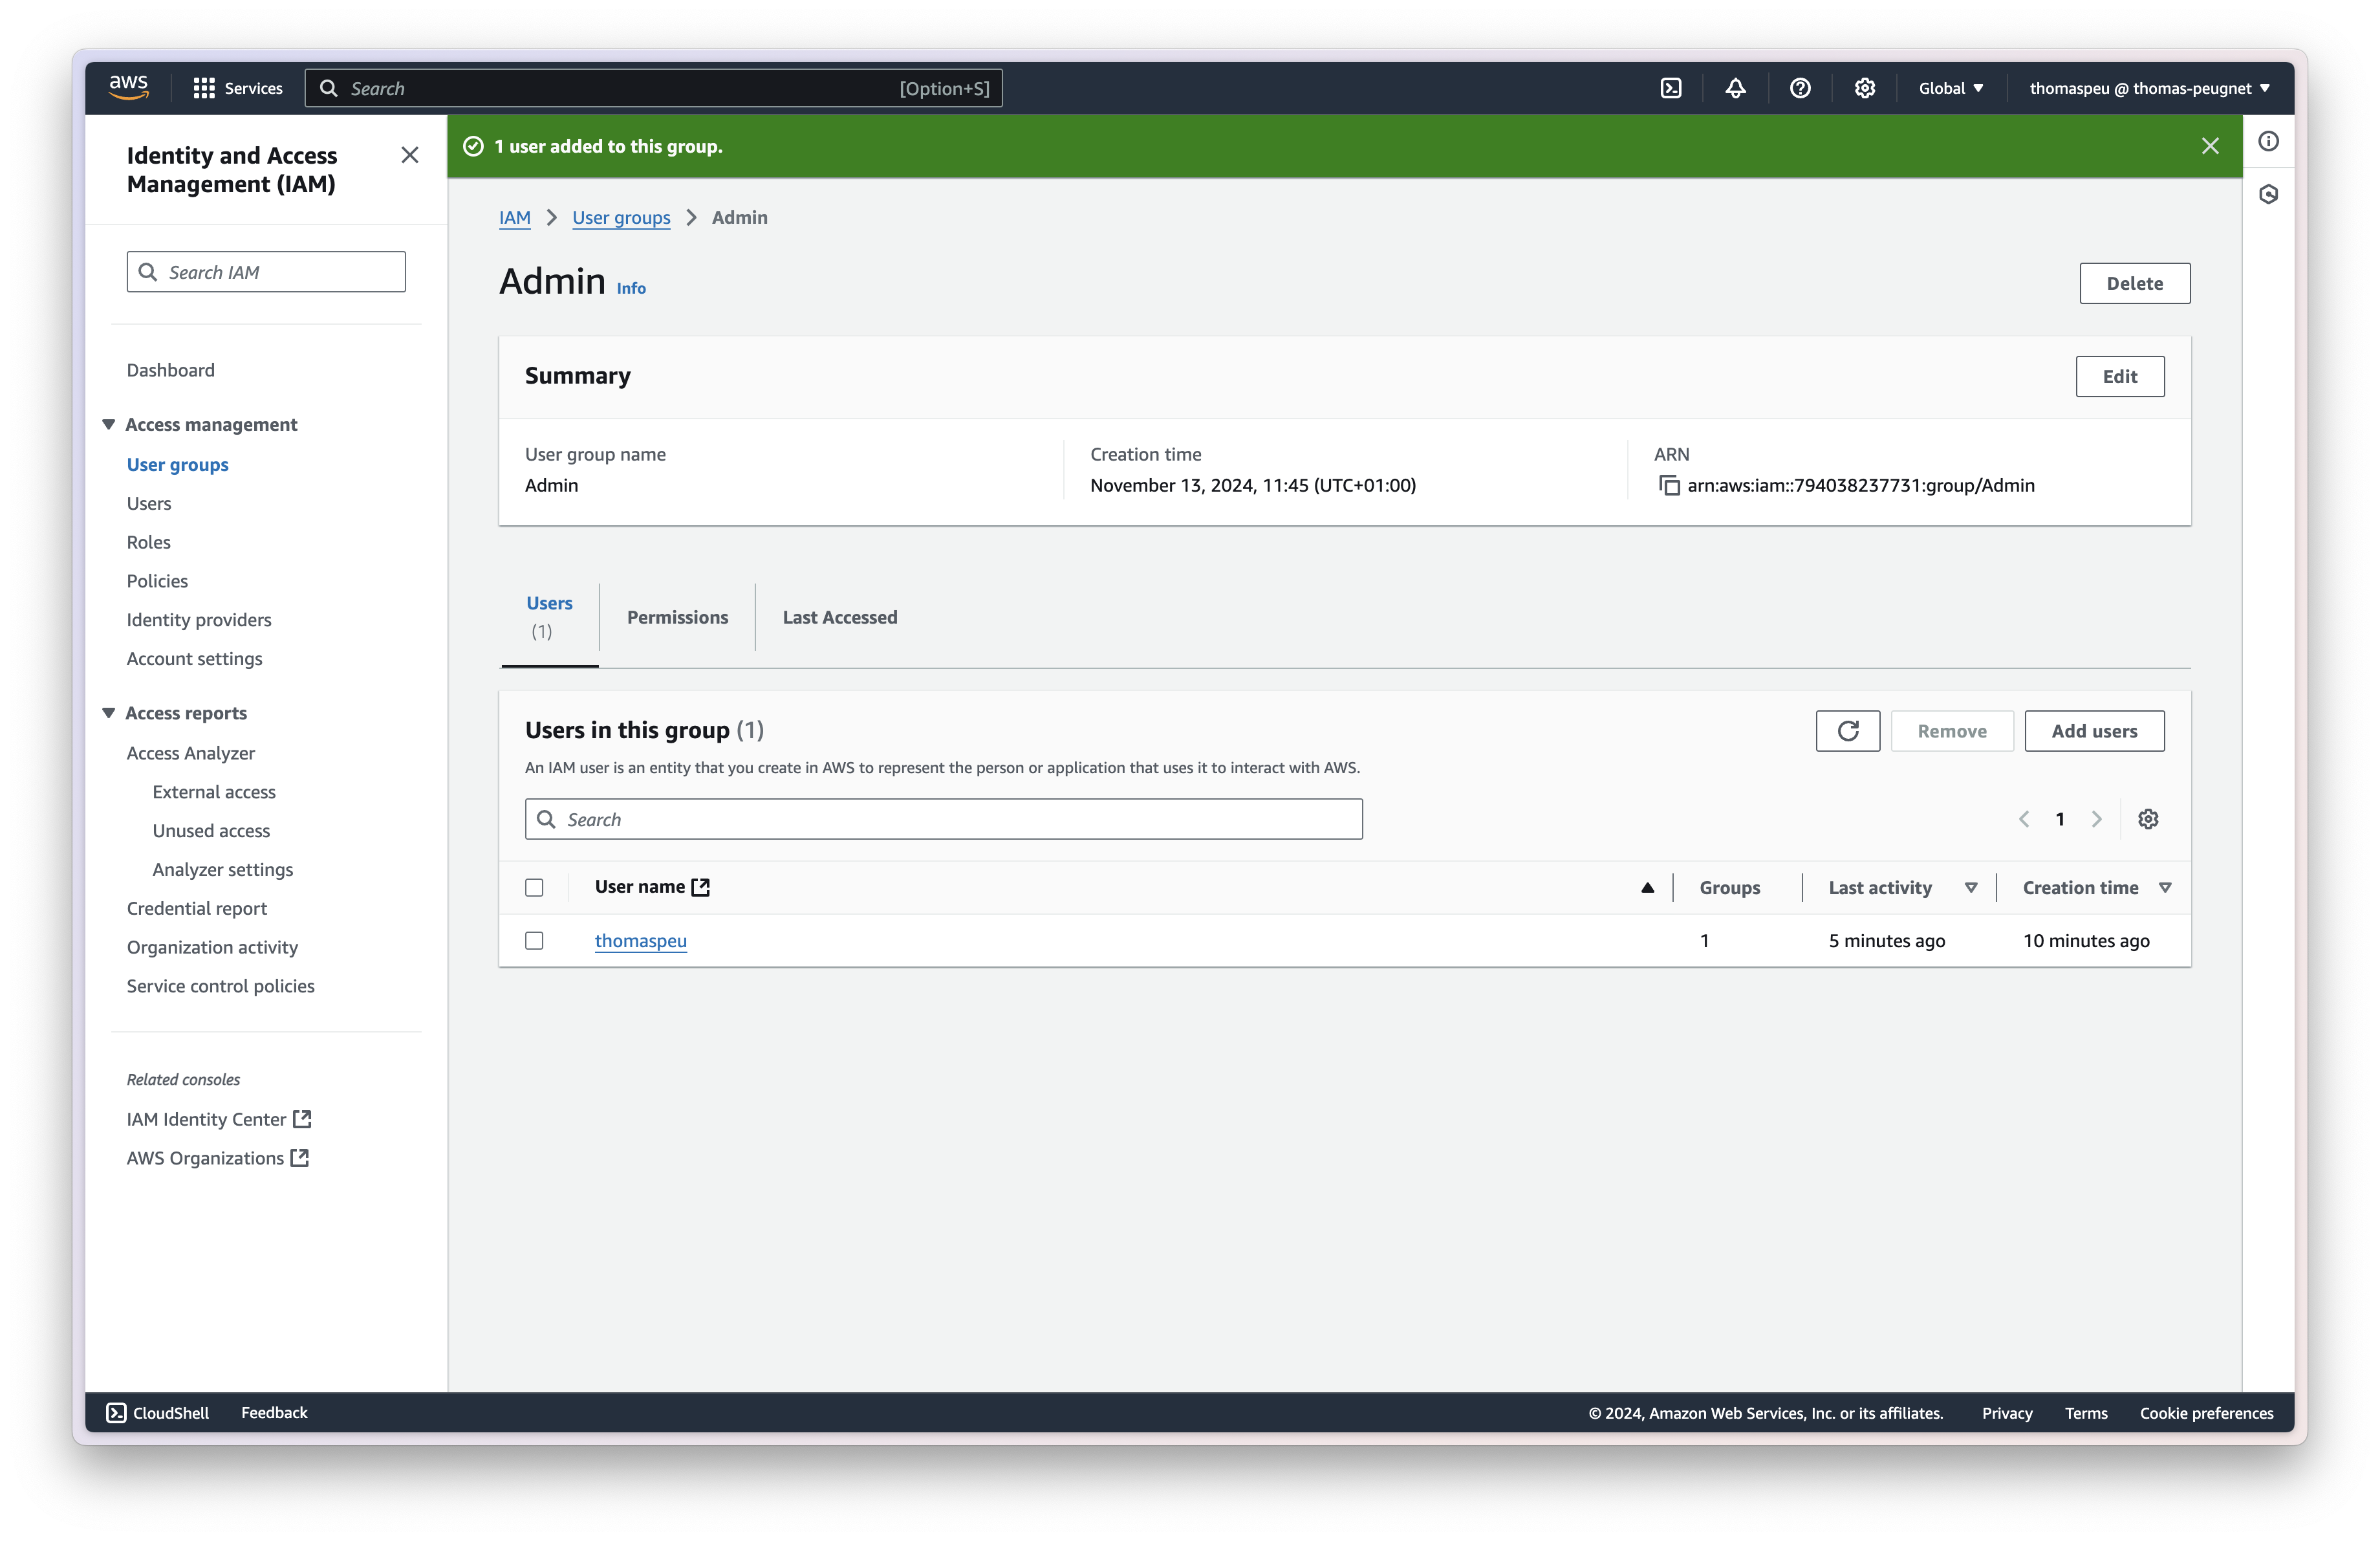 aws
Services
Search
[Option+S]
Global
thomaspeu @ thomas-peugnet
Identity and Access
Management (IAM)
Search IAM
Dashboard
Access management
User groups
Users
Roles
Policies
Identity providers
Account settings
Access reports
Access Analyzer
External access
Unused access
Analyzer settings
Credential report
Organization activity
Service control policies
Related consoles
IAM Identity Center
AWS Organizations
1 user added to this group.
IAM
User groups
Admin
Admin
Info
Delete
Summary
Edit
User group name
Admin
Creation time
November 13, 2024, 11:45 (UTC+01:00)
ARN
arn:aws:iam::794038237731:group/Admin
Users
(1)
Permissions
Last Accessed
Users in this group (1)
Remove
Add users
An IAM user is an entity that you create in AWS to represent the person or application that uses it to interact with AWS.
Search
1
User name
Groups
Last activity
Creation time
thomaspeu
1
5 minutes ago
10 minutes ago
CloudShell
Feedback
© 2024, Amazon Web Services, Inc. or its affiliates.
Privacy
Terms
Cookie preferences